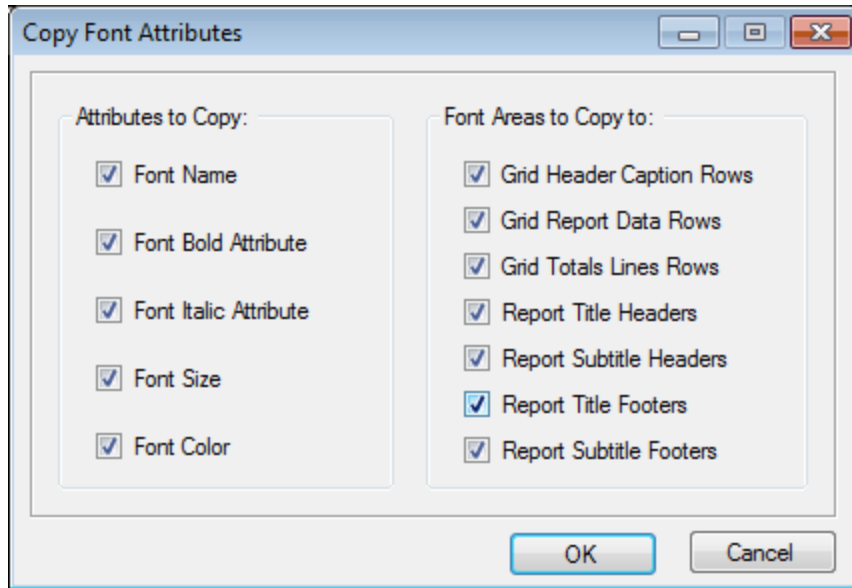 Copy Font Attributes
Attributes to Copy:
Font Name
Font Bold Attribute
Font Italic Attribute
Font Size
Font Color
Font Areas to Copy to:
Grid Header Caption Rows
Grid Report Data Rows
Grid Totals Lines Rows
Report Title Headers
Report Subtitle Headers
Report Title Footers
Report Subtitle Footers
OK
Cancel